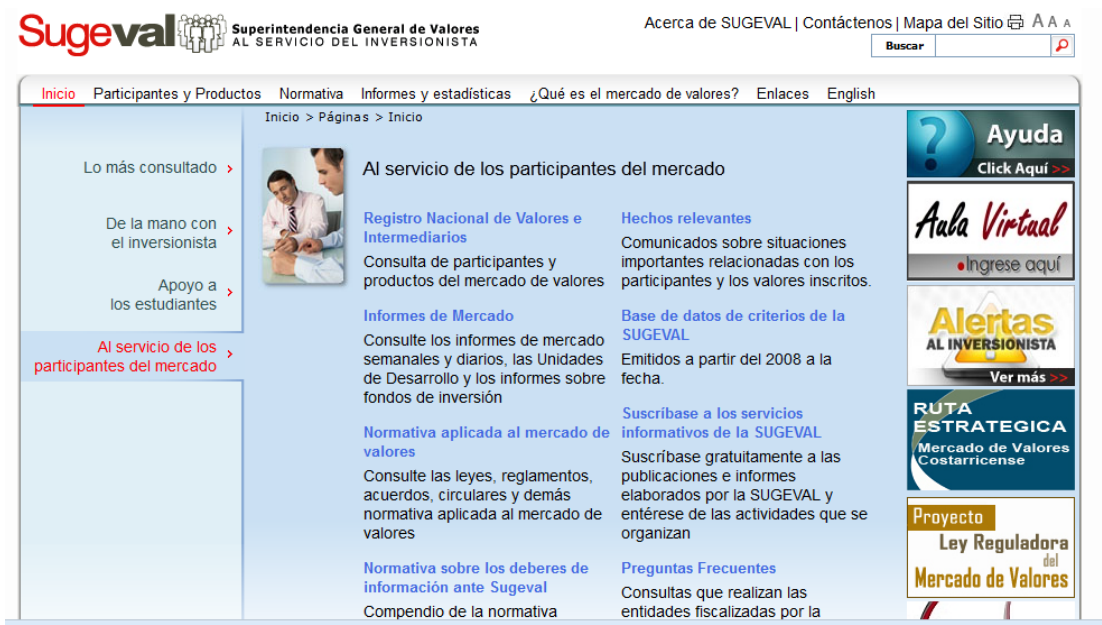 Sugeval
Superintendencia General de Valores
AL SERVICIO DEL INVERSIONISTA
Acerca de SUGEVAL | Contáctenos | Mapa del Sitio A A A
Buscar
Inicio Participantes y Productos Normativa Informes y estadísticas ¿Qué es el mercado de valores? Enlaces English
Inicio > Páginas > Inicio
Lo más consultado >
De la mano con
el inversionista >
Apoyo a
los estudiantes >
Al servicio de los
participantes del mercado >
Al servicio de los participantes del mercado
Registro Nacional de Valores e
Intermediarios
Consulta de participantes y
productos del mercado de valores
Informes de Mercado
Consulte los informes de mercado
semanales y diarios, las Unidades
de Desarrollo y los informes sobre
fondos de inversión
Normativa aplicada al mercado de
valores
Consulte las leyes, reglamentos,
acuerdos, circulares y demás
normativa aplicada al mercado de
valores
Normativa sobre los deberes de
información ante Sugeval
Compendio de la normativa
Hechos relevantes
Comunicados sobre situaciones
importantes relacionadas con los
participantes y los valores inscritos.
Base de datos de criterios de la
SUGEVAL
Emitidos a partir del 2008 a la
fecha.
Suscríbase a los servicios
informativos de la SUGEVAL
Suscríbase gratuitamente a las
publicaciones e informes
elaborados por la SUGEVAL y
entérese de las actividades que se
organizan
Preguntas Frecuentes
Consultas que realizan las
entidades fiscalizadas por la
? Ayuda
Click Aquí >>
Aula Virtual
•Ingrese aquí
Alertas
AL INVERSIONISTA
Ver más >>
RUTA
ESTRATEGICA
Mercado de Valores
Costarricense
Proyecto
Ley Reguladora
del
Mercado de Valores